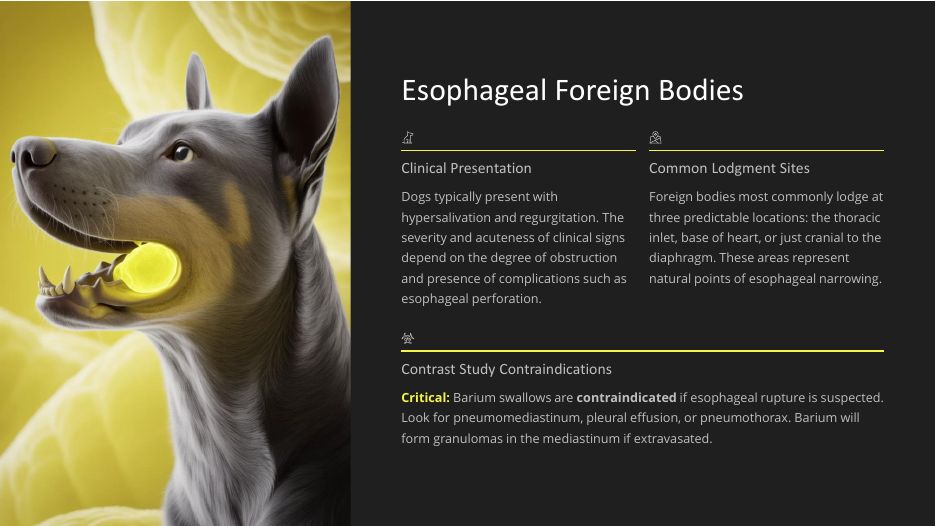 Esophageal Foreign Bodies
Clinical Presentation
Dogs typically present with
hypersalivation and regurgitation. The
severity and acuteness of clinical signs
depend on the degree of obstruction
and presence of complications such as
esophageal perforation.
Common Lodgment Sites
Foreign bodies most commonly lodge at
three predictable locations: the thoracic
inlet, base of heart, or just cranial to the
diaphragm. These areas represent
natural points of esophageal narrowing.
Contrast Study Contraindications
Critical: Barium swallows are contraindicated if esophageal rupture is suspected.
Look for pneumomediastinum, pleural effusion, or pneumothorax. Barium will
form granulomas in the mediastinum if extravasated.